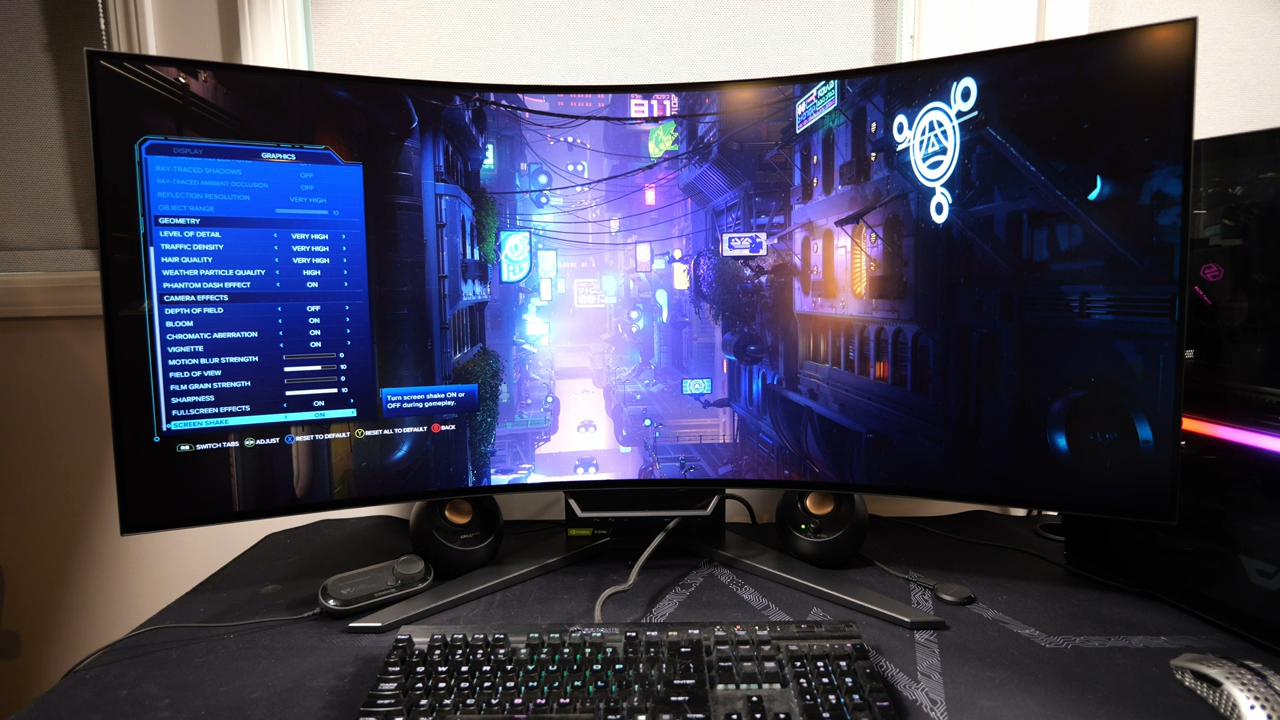 DISPLAY GRAPHICS
RAY-TRACED SHADOWS OFF
RAY-TRACED AMBIENT OCCLUSION OFF
REFLECTION RESOLUTION VERY HIGH
OBJECT RANGE 10
GEOMETRY
LEVEL OF DETAIL < VERY HIGH >
TRAFFIC DENSITY < VERY HIGH >
HAIR QUALITY < VERY HIGH >
WEATHER PARTICLE QUALITY < HIGH >
PHANTOM DASH EFFECT < ON >
CAMERA EFFECTS
DEPTH OF FIELD < OFF >
BLOOM < ON >
CHROMATIC ABERRATION < ON >
VIGNETTE < ON >
MOTION BLUR STRENGTH 0
FIELD OF VIEW 10
FILM GRAIN STRENGTH 0
SHARPNESS 10
FULLSCREEN EFFECTS < ON >
SCREEN SHAKE < ON >
Turn screen shake ON or
OFF during gameplay.
RB SWITCH TABS ADJUST X RESET TO DEFAULT Y RESET ALL TO DEFAULT B BACK
811